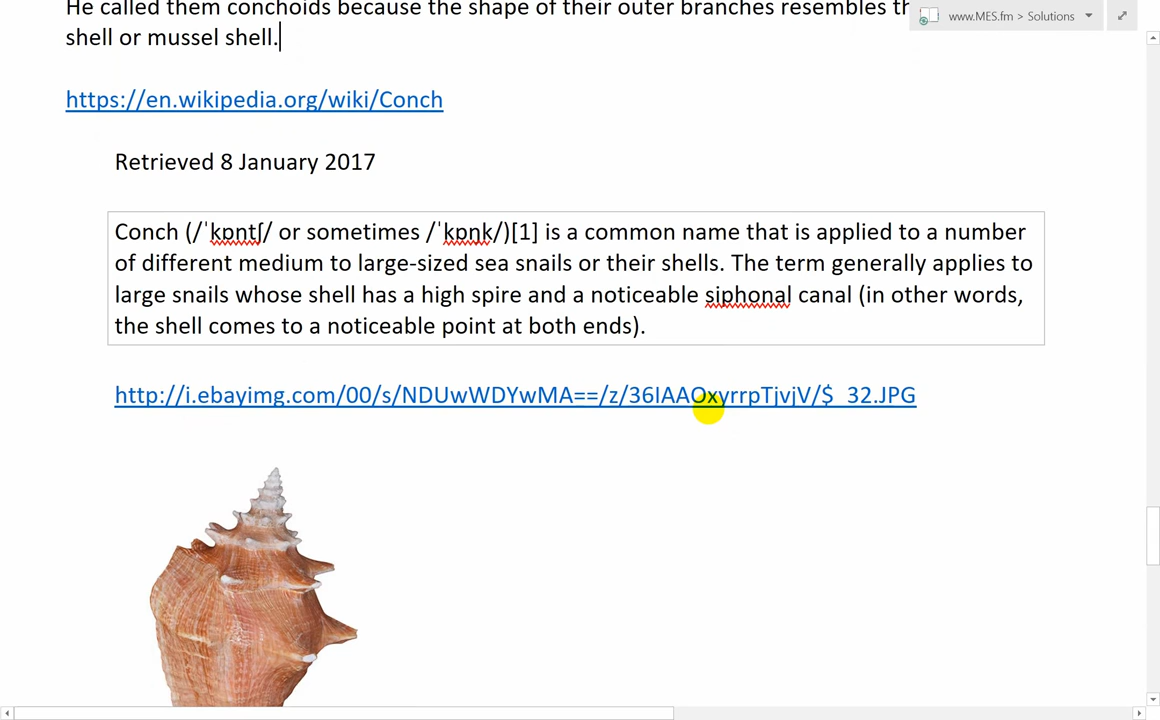 He called them conchoids because the shape of their outer branches resembles
www.MES.fm > Solutions
shell or mussel shell.
https://en.wikipedia.org/wiki/Conch
Retrieved 8 January 2017
Conch (/ˈkɒntʃ/ or sometimes /ˈkɒŋk/)[1] is a common name that is applied to a number
of different medium to large-sized sea snails or their shells. The term generally applies to
large snails whose shell has a high spire and a noticeable siphonal canal (in other words,
the shell comes to a noticeable point at both ends).
http://i.ebayimg.com/00/s/NDUwWDYwMA==/z/36IAAOxyrrpTjvjV/$_32.JPG